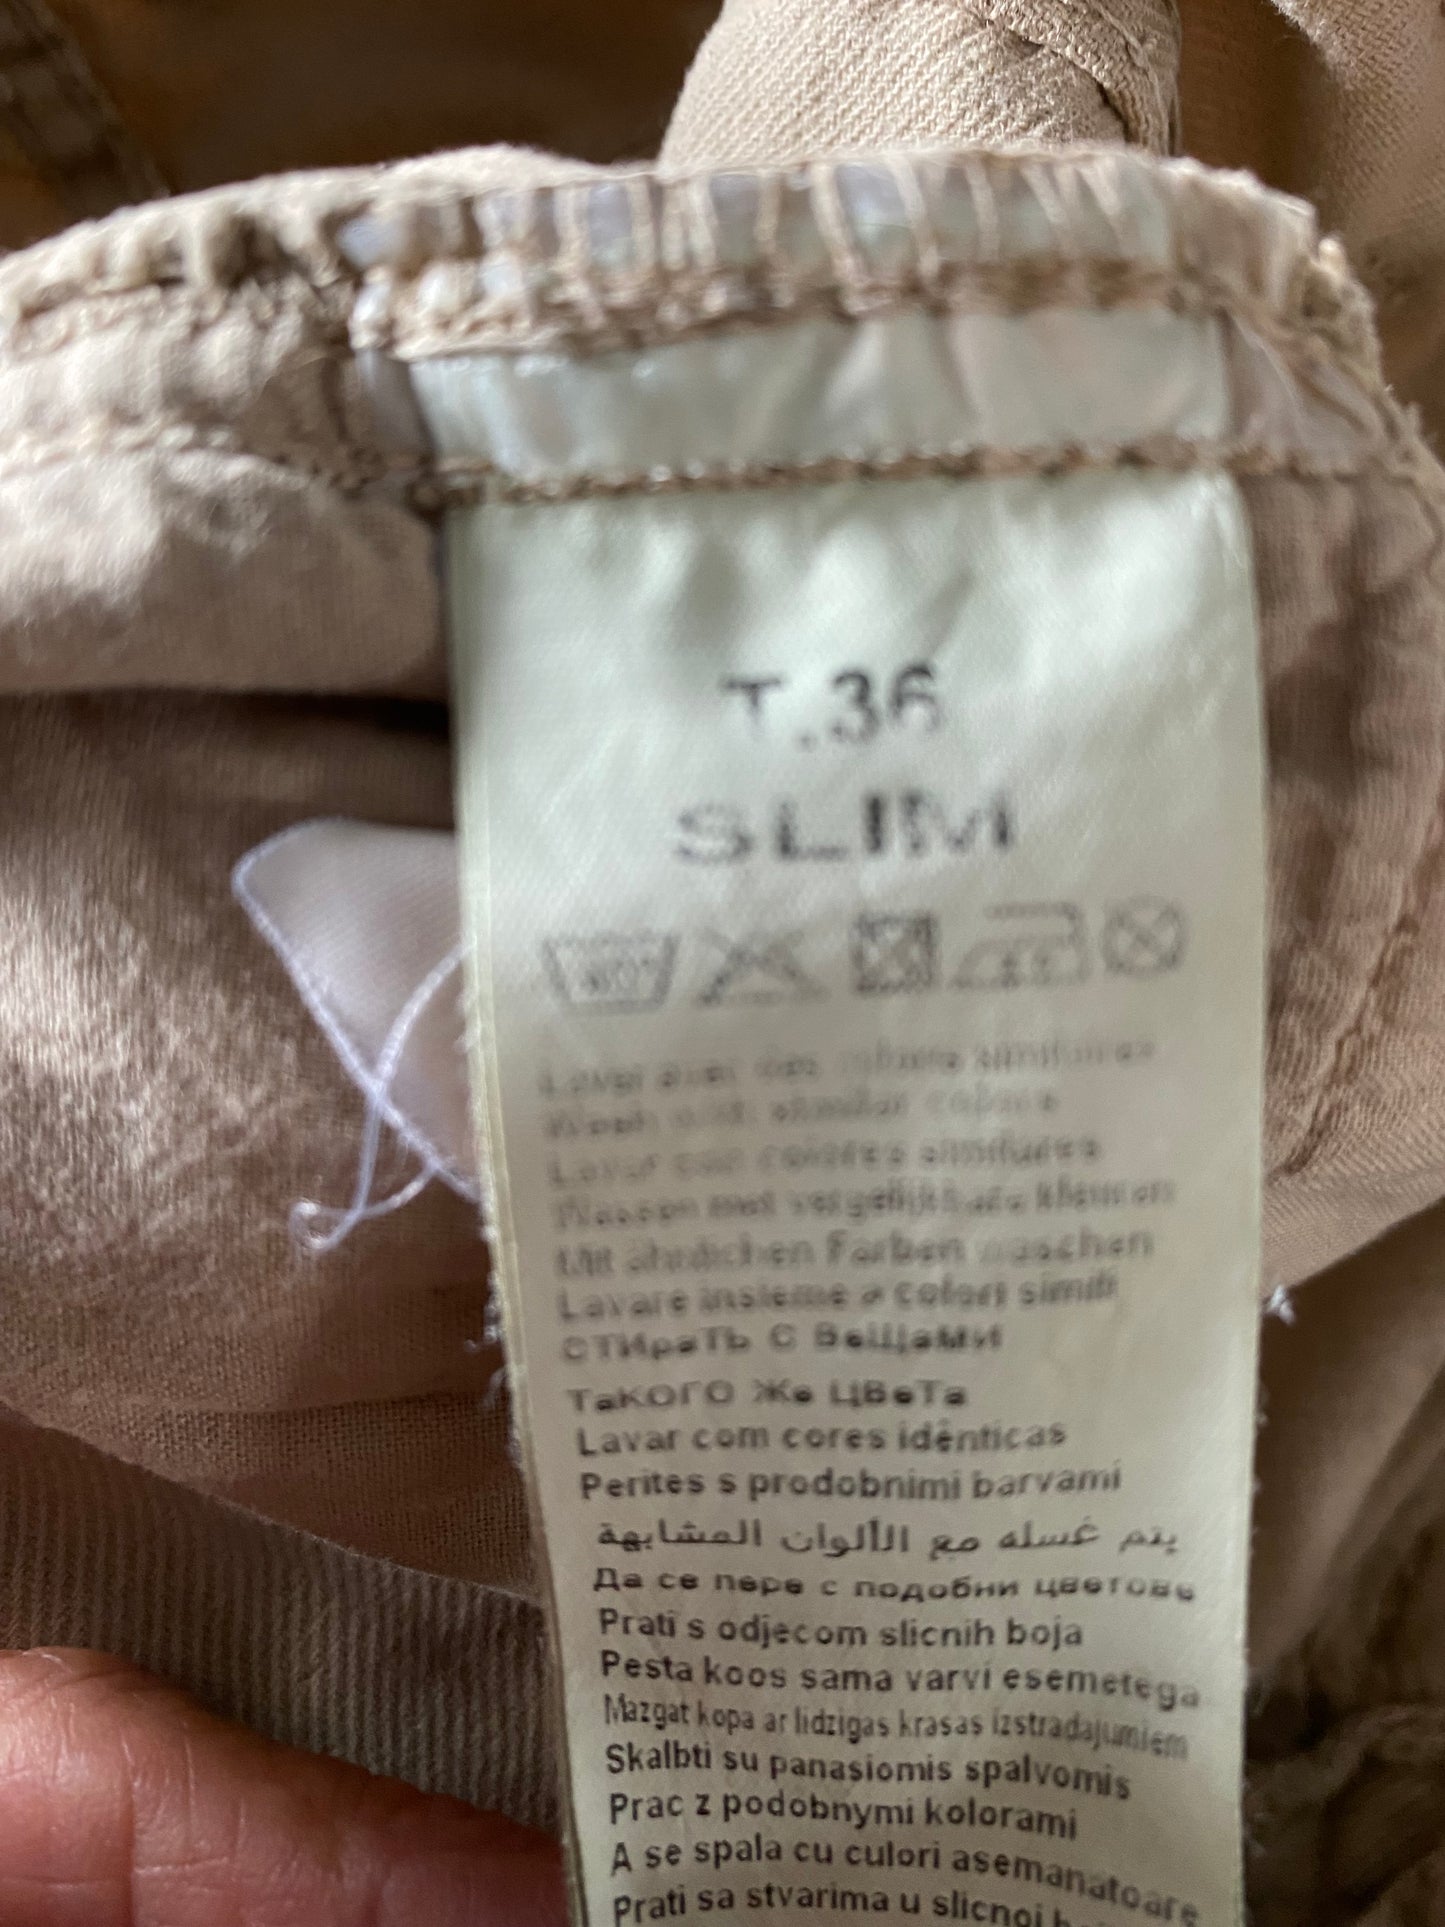 T.36
SLIM
Laver avec des coloris similaires
Wash with similar colors
Lavar con colores similares
Wassen met vergelijkbare kleuren
Mit ähnlichen Farben waschen
Lavare insieme a colori simili
СТИраТЬ С ВеЩаМИ
ТаКОГО Же ЦВеТа
Lavar com cores idênticas
Perites s prodobnimi barvami
يتم غسله مع الألوان المشابهة
Да се пере с подобни цветове
Prati s odjecom slicnih boja
Pesta koos sama varvi esemetega
Mazgat kopa ar lidzigas krasas izstradajumiem
Skalbti su panasiomis spalvomis
Prac z podobnymi kolorami
A se spala cu culori asemanatoare
Prati sa stvarima u slicnoj